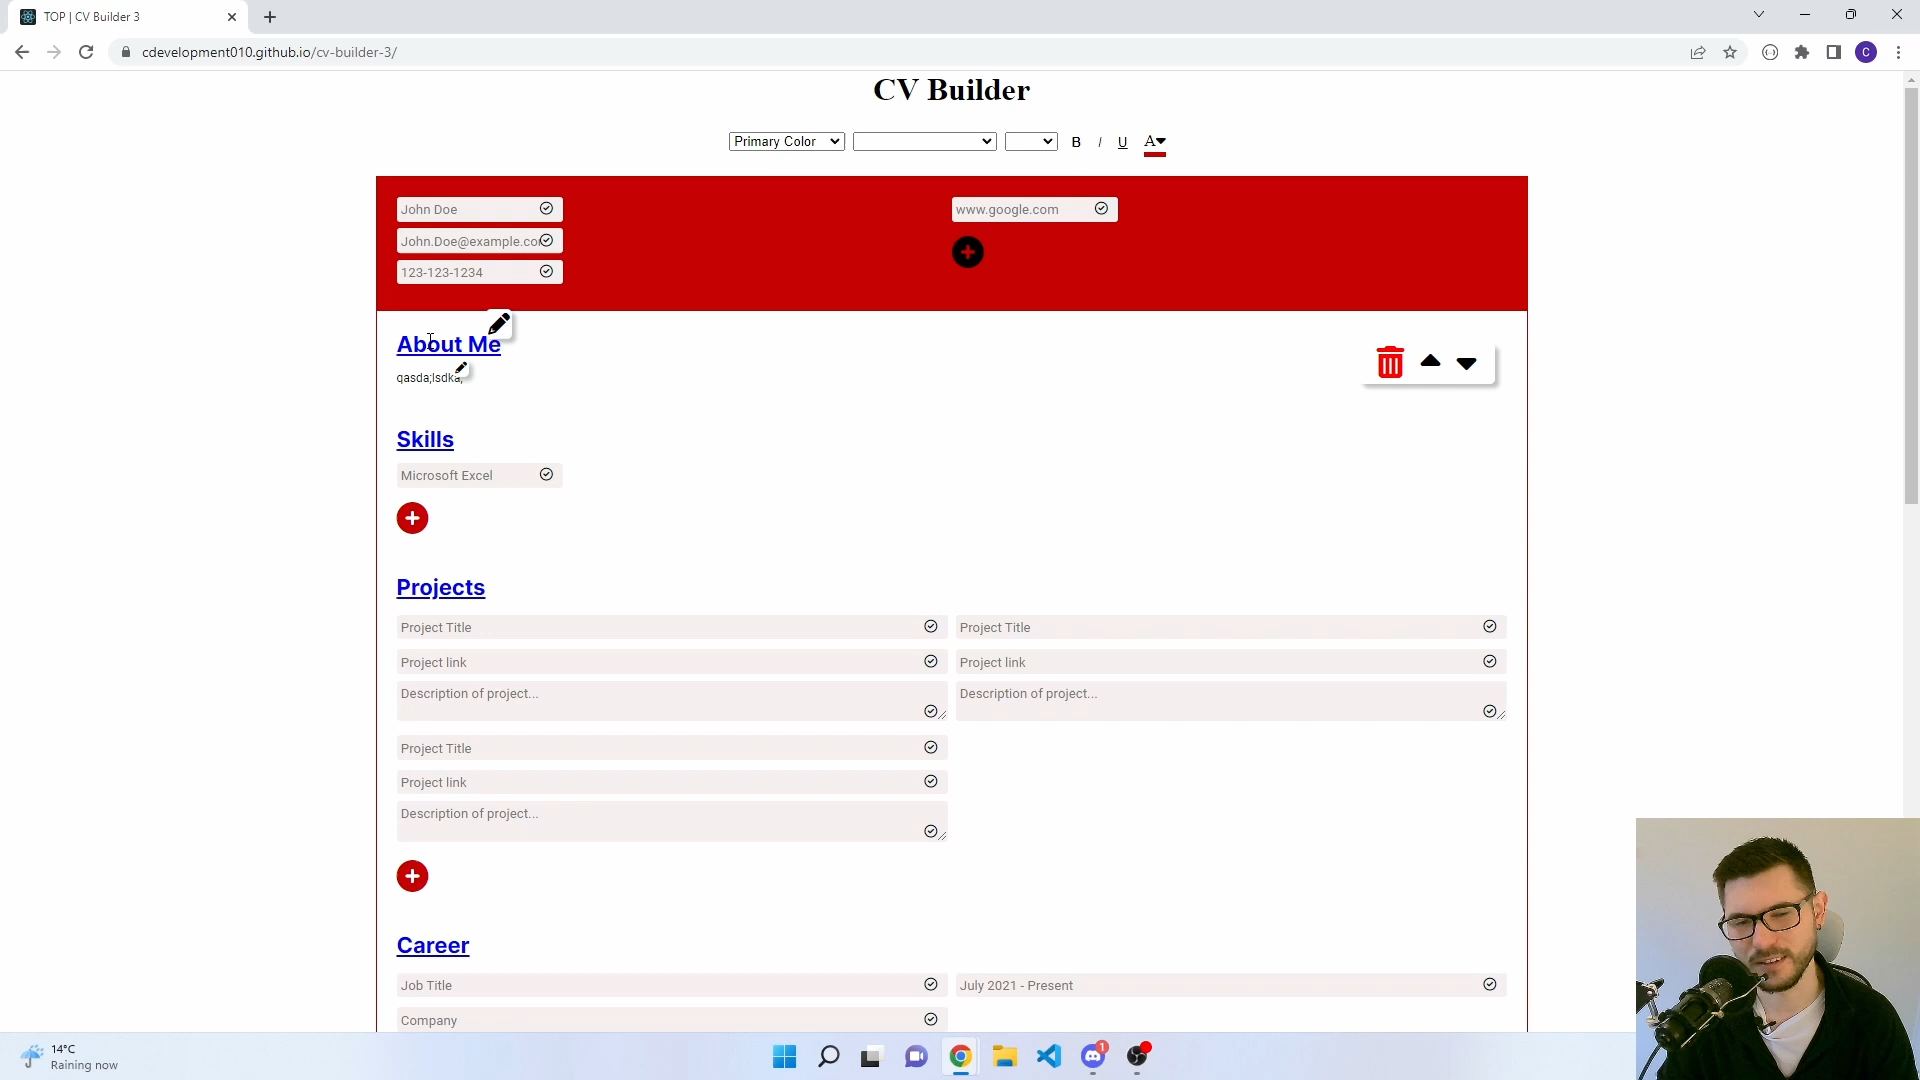 TOP | CV Builder 3
cdevelopment010.github.io/cv-builder-3/
C
CV Builder
Primary Color
B I U A
John Doe
www.google.com
John.Doe@example.co
123-123-1234
About Me
qasda;lsdka;
Skills
Microsoft Excel
Projects
Project Title
Project Title
Project link
Project link
Description of project...
Description of project...
Project Title
Project link
Description of project...
Career
Job Title
July 2021 - Present
Company
14°C
Raining now
1